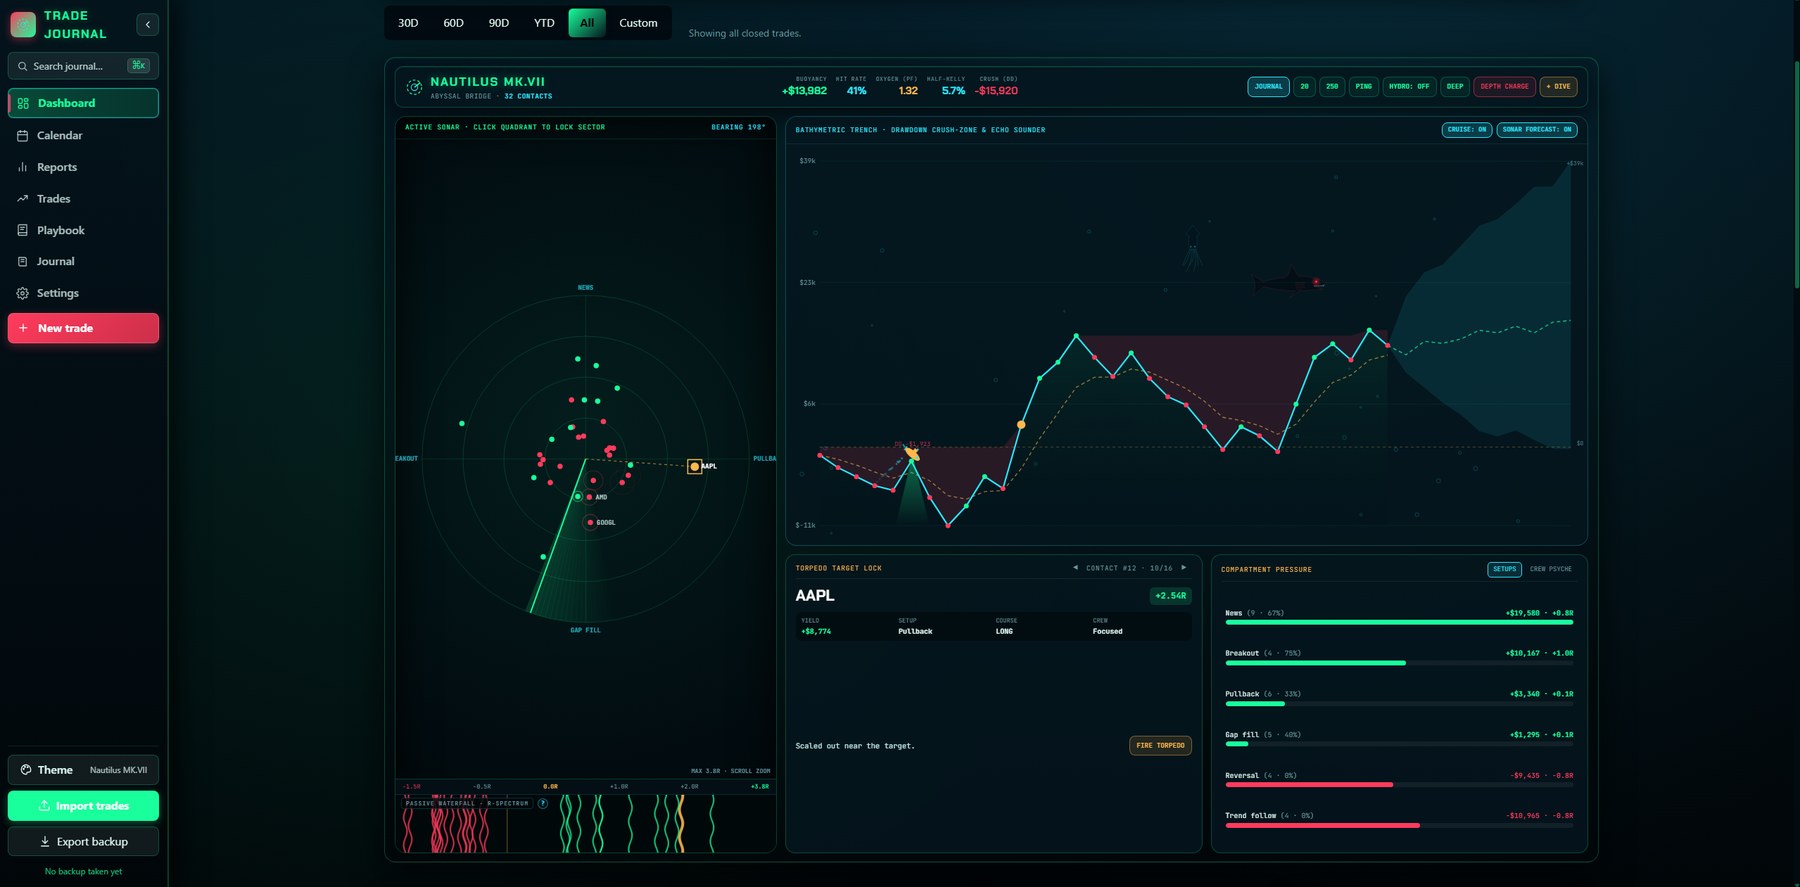 TRADE
JOURNAL
Search journal...
⌘K
Dashboard
Calendar
Reports
Trades
Playbook
Journal
Settings
New trade
Theme
Nautilus MK.VII
Import trades
Export backup
No backup taken yet
30D
60D
90D
YTD
All
Custom
Showing all closed trades.
NAUTILUS MK.VII
ABYSSAL BRIDGE · 32 CONTACTS
BUOYANCY
+$13,982
HIT RATE
41%
OXYGEN (PF)
1.32
HALF-KELLY
5.7%
CRUSH (DD)
-$15,920
JOURNAL
20
250
PING
HYDRO: OFF
DEEP
DEPTH CHARGE
+ DIVE
ACTIVE SONAR · CLICK QUADRANT TO LOCK SECTOR
BEARING 198°
NEWS
EAKOUT
PULLBA
AAPL
AMD
GOOGL
GAP FILL
MAX 3.8R · SCROLL ZOOM
-1.5R
-0.5R
0.0R
+1.0R
+2.0R
+3.8R
PASSIVE WATERFALL · R-SPECTRUM
?
BATHYMETRIC TRENCH · DRAWDOWN CRUSH-ZONE & ECHO SOUNDER
CRUISE: ON
SONAR FORECAST: ON
$39k
+$39k
$23k
$6k
$0
$-11k
TORPEDO TARGET LOCK
◄ CONTACT #12 · 10/16 ►
AAPL
+2.54R
YIELD
+$8,774
SETUP
Pullback
COURSE
LONG
CREW
Focused
Scaled out near the target.
FIRE TORPEDO
COMPARTMENT PRESSURE
SETUPS
CREW PSYCHE
News (9 · 67%)
+$19,580 · +0.8R
Breakout (4 · 75%)
+$10,167 · +1.0R
Pullback (6 · 33%)
+$3,340 · +0.1R
Gap fill (5 · 40%)
+$1,295 · +0.1R
Reversal (4 · 0%)
-$9,435 · -0.8R
Trend follow (4 · 0%)
-$10,965 · -0.8R